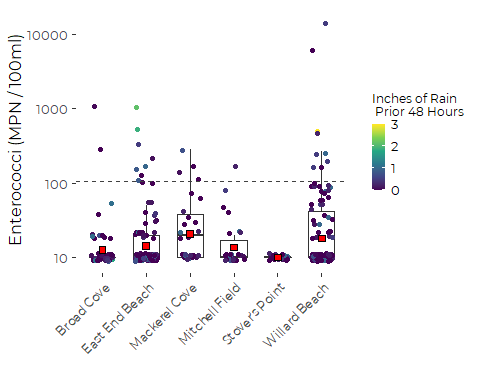 Enterococci (MPN / 100ml)
10000
1000
100
10
Broad Cove
East End Beach
Mackerel Cove
Mitchell Field
Stover's Point
Willard Beach
Inches of Rain
Prior 48 Hours
3
2
1
0